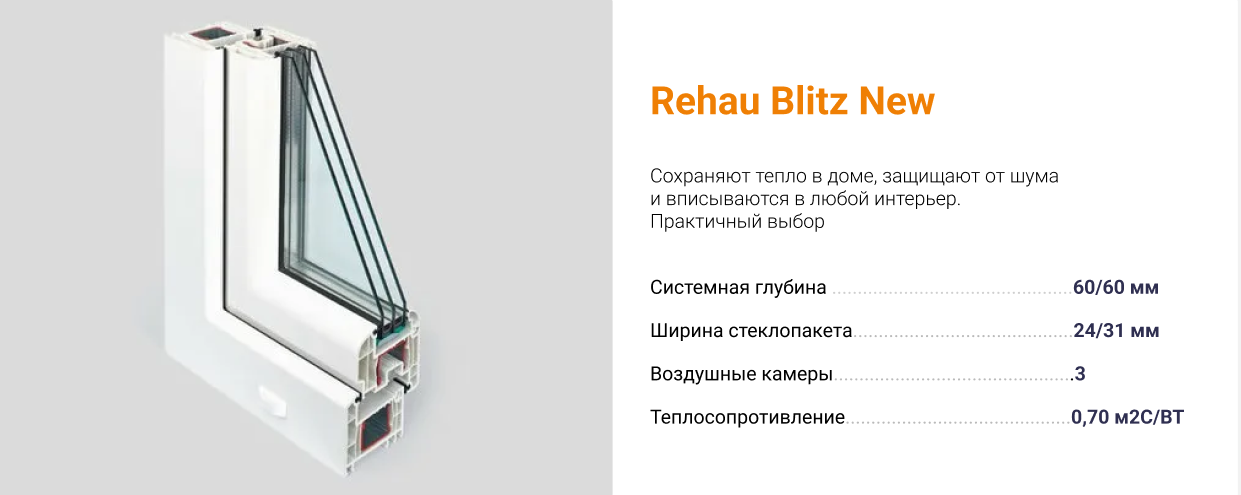 Rehau Blitz New
Сохраняют тепло в доме, защищают от шума
и вписываются в любой интерьер.
Практичный выбор
Системная глубина ........................................ 60/60 мм
Ширина стеклопакета ........................................ 24/31 мм
Воздушные камеры ........................................ .3
Теплосопротивление ........................................ 0,70 м2С/ВТ